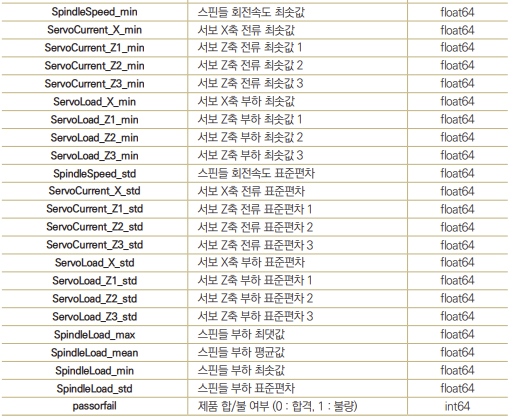 SpindleSpeed_min 스핀들 회전속도 최솟값 float64
ServoCurrent_X_min 서보 X축 전류 최솟값 float64
ServoCurrent_Z1_min 서보 Z축 전류 최솟값 1 float64
ServoCurrent_Z2_min 서보 Z축 전류 최솟값 2 float64
ServoCurrent_Z3_min 서보 Z축 전류 최솟값 3 float64
ServoLoad_X_min 서보 X축 부하 최솟값 float64
ServoLoad_Z1_min 서보 Z축 부하 최솟값 1 float64
ServoLoad_Z2_min 서보 Z축 부하 최솟값 2 float64
ServoLoad_Z3_min 서보 Z축 부하 최솟값 3 float64
SpindleSpeed_std 스핀들 회전속도 표준편차 float64
ServoCurrent_X_std 서보 X축 전류 표준편차 float64
ServoCurrent_Z1_std 서보 Z축 전류 표준편차 1 float64
ServoCurrent_Z2_std 서보 Z축 전류 표준편차 2 float64
ServoCurrent_Z3_std 서보 Z축 전류 표준편차 3 float64
ServoLoad_X_std 서보 X축 부하 표준편차 float64
ServoLoad_Z1_std 서보 Z축 부하 표준편차 1 float64
ServoLoad_Z2_std 서보 Z축 부하 표준편차 2 float64
ServoLoad_Z3_std 서보 Z축 부하 표준편차 3 float64
SpindleLoad_max 스핀들 부하 최댓값 float64
SpindleLoad_mean 스핀들 부하 평균값 float64
SpindleLoad_min 스핀들 부하 최솟값 float64
SpindleLoad_std 스핀들 부하 표준편차 float64
passorfail 제품 합/불 여부 (0 : 합격, 1 : 불량) int64